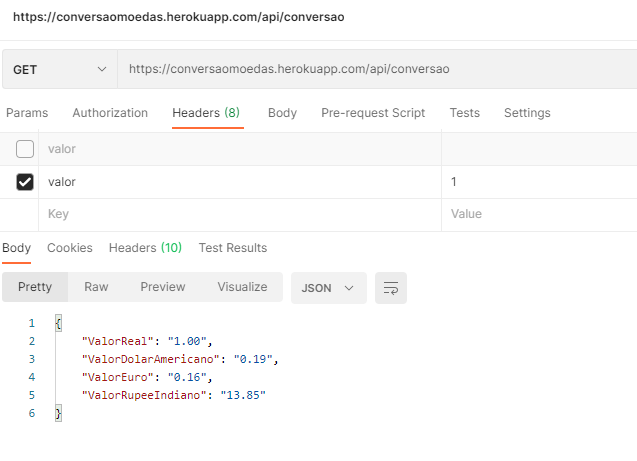 https://conversaomoedas.herokuapp.com/api/conversao
GET https://conversaomoedas.herokuapp.com/api/conversao
Params Authorization Headers (8) Body Pre-request Script Tests Settings
valor
valor 1
Key Value
Body Cookies Headers (10) Test Results
Pretty Raw Preview Visualize JSON
1 {
2 "ValorReal": "1.00",
3 "ValorDolarAmericano": "0.19",
4 "ValorEuro": "0.16",
5 "ValorRupeeIndiano": "13.85"
6 }